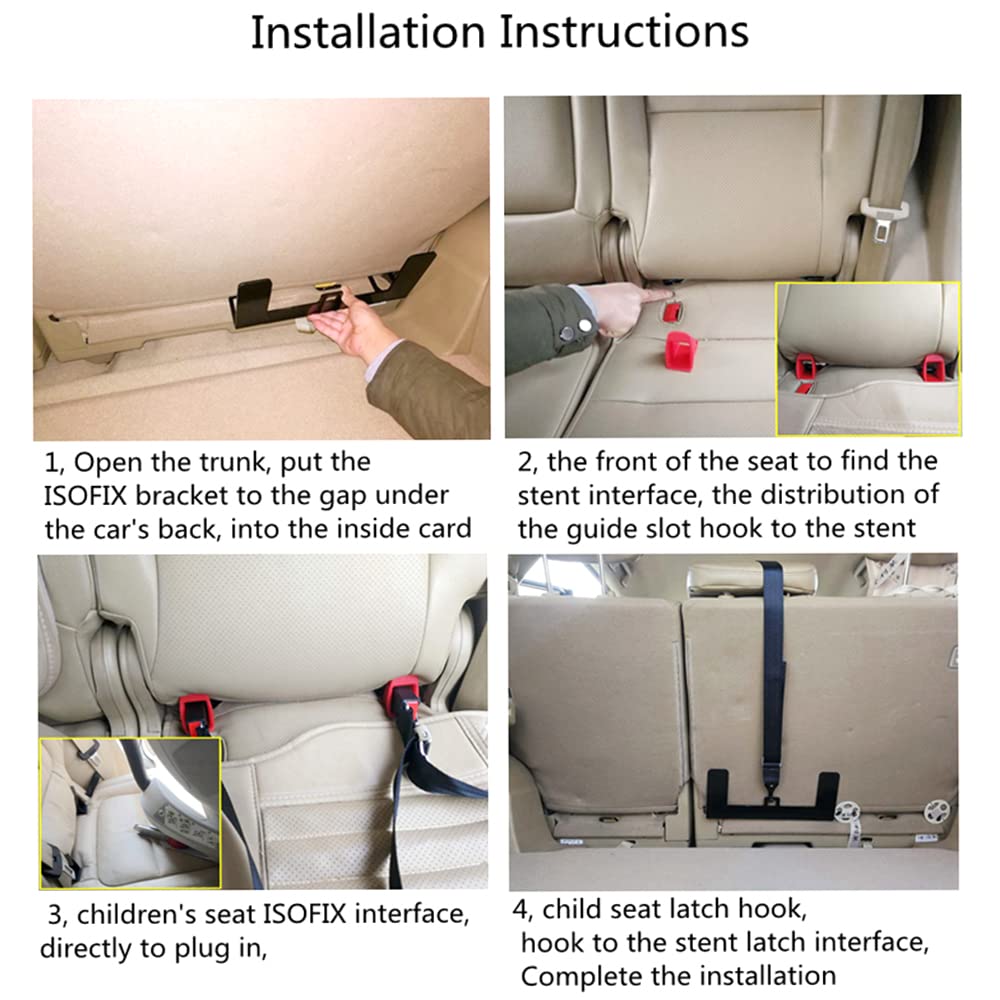 Installation Instructions
1, Open the trunk, put the
ISOFIX bracket to the gap under
the car's back, into the inside card
2, the front of the seat to find the
stent interface, the distribution of
the guide slot hook to the stent
3, children's seat ISOFIX interface,
directly to plug in,
4, child seat latch hook,
hook to the stent latch interface,
Complete the installation